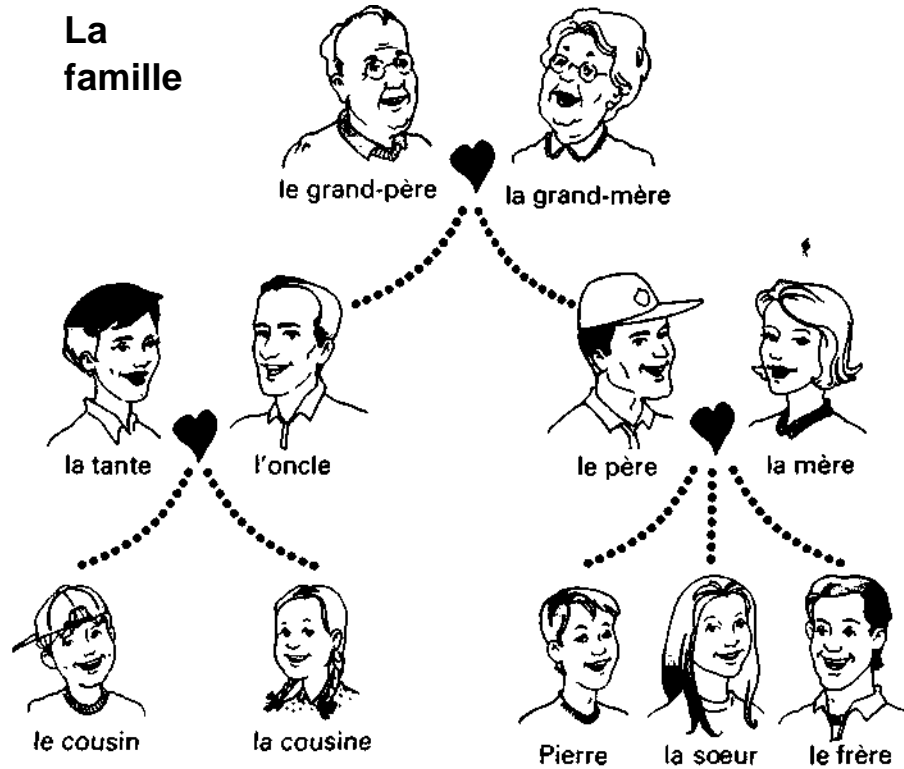 La
famille
le grand-père
la grand-mère
la tante
l'oncle
le père
la mère
le cousin
la cousine
Pierre
la sœur
le frère